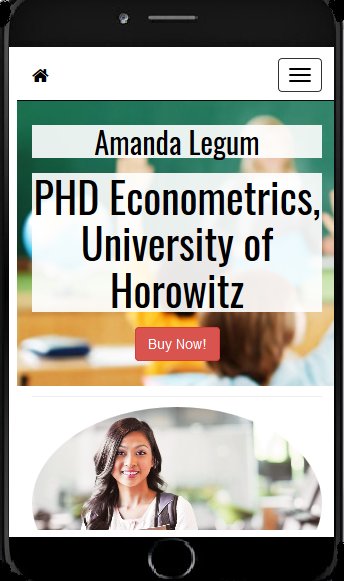 Amanda Legum
PHD Econometrics,
University of
Horowitz
Buy Now!